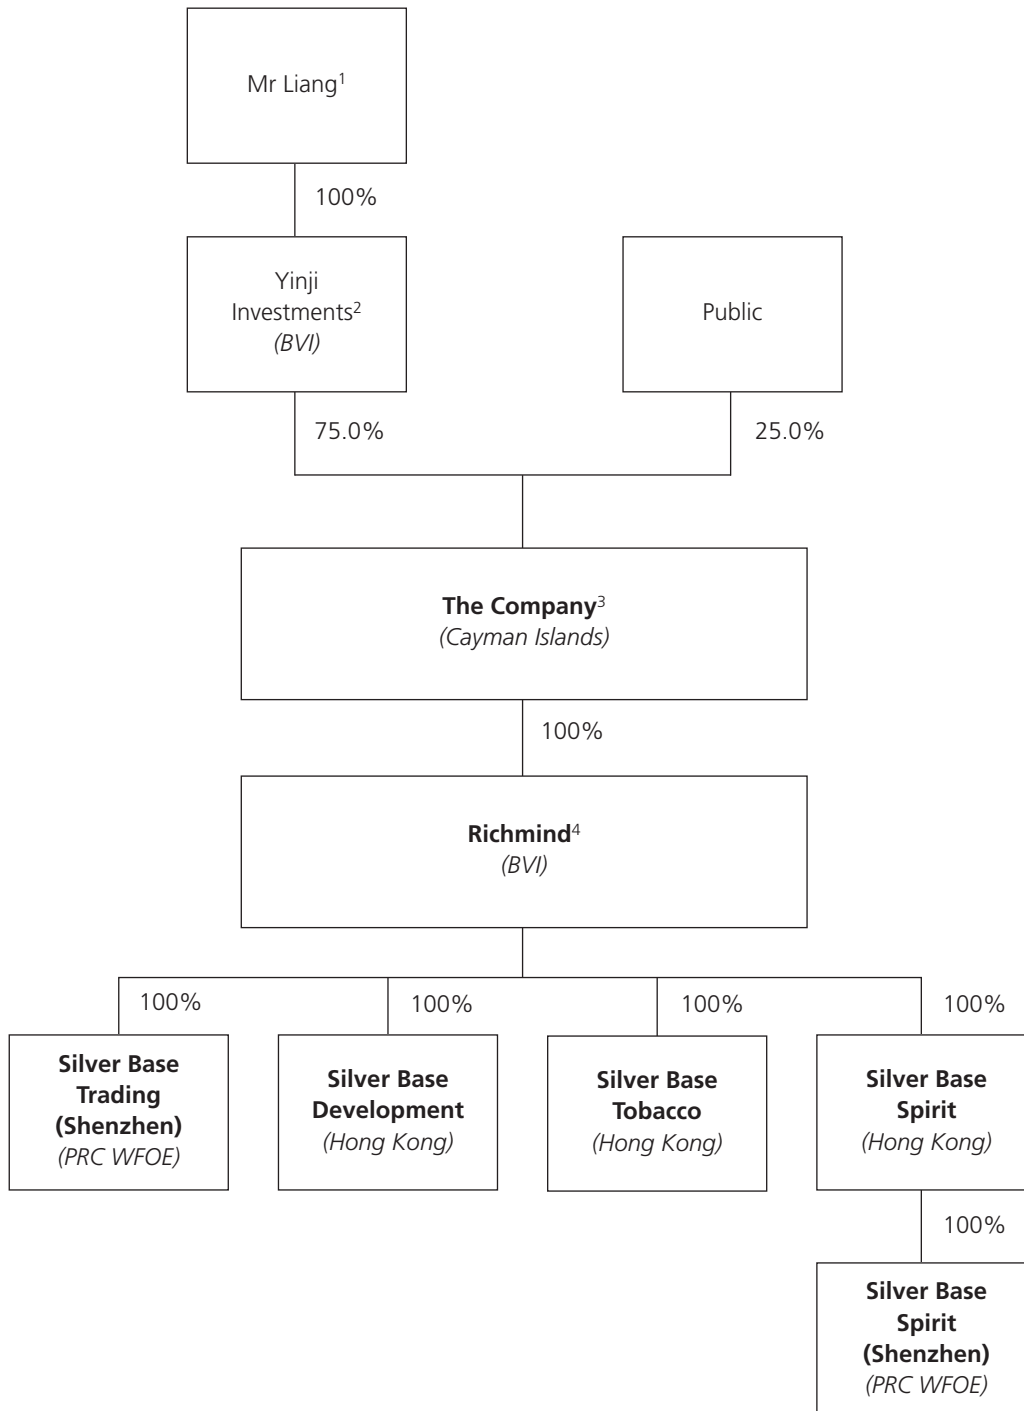 Mr Liang¹
100%
Yinji
Investments²
(BVI)
Public
75.0%
25.0%
The Company³
(Cayman Islands)
100%
Richmind⁴
(BVI)
100%
100%
100%
100%
Silver Base
Trading
(Shenzhen)
(PRC WFOE)
Silver Base
Development
(Hong Kong)
Silver Base
Tobacco
(Hong Kong)
Silver Base
Spirit
(Hong Kong)
100%
Silver Base
Spirit
(Shenzhen)
(PRC WFOE)